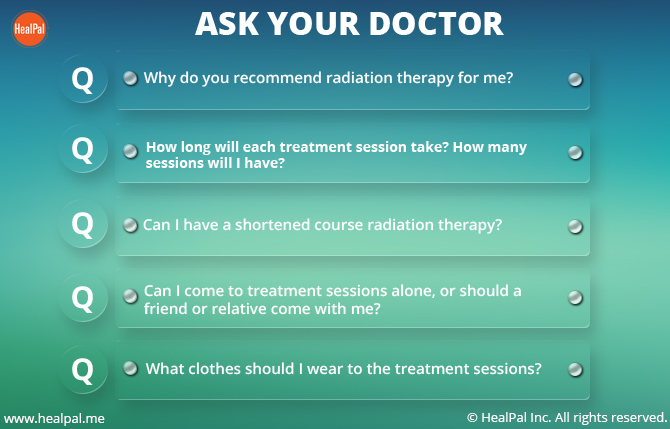 HealPal
ASK YOUR DOCTOR
Q
Why do you recommend radiation therapy for me?
Q
How long will each treatment session take? How many
sessions will I have?
Q
Can I have a shortened course radiation therapy?
Q
Can I come to treatment sessions alone, or should a
friend or relative come with me?
Q
What clothes should I wear to the treatment sessions?
www.healpal.me
© HealPal Inc. All rights reserved.